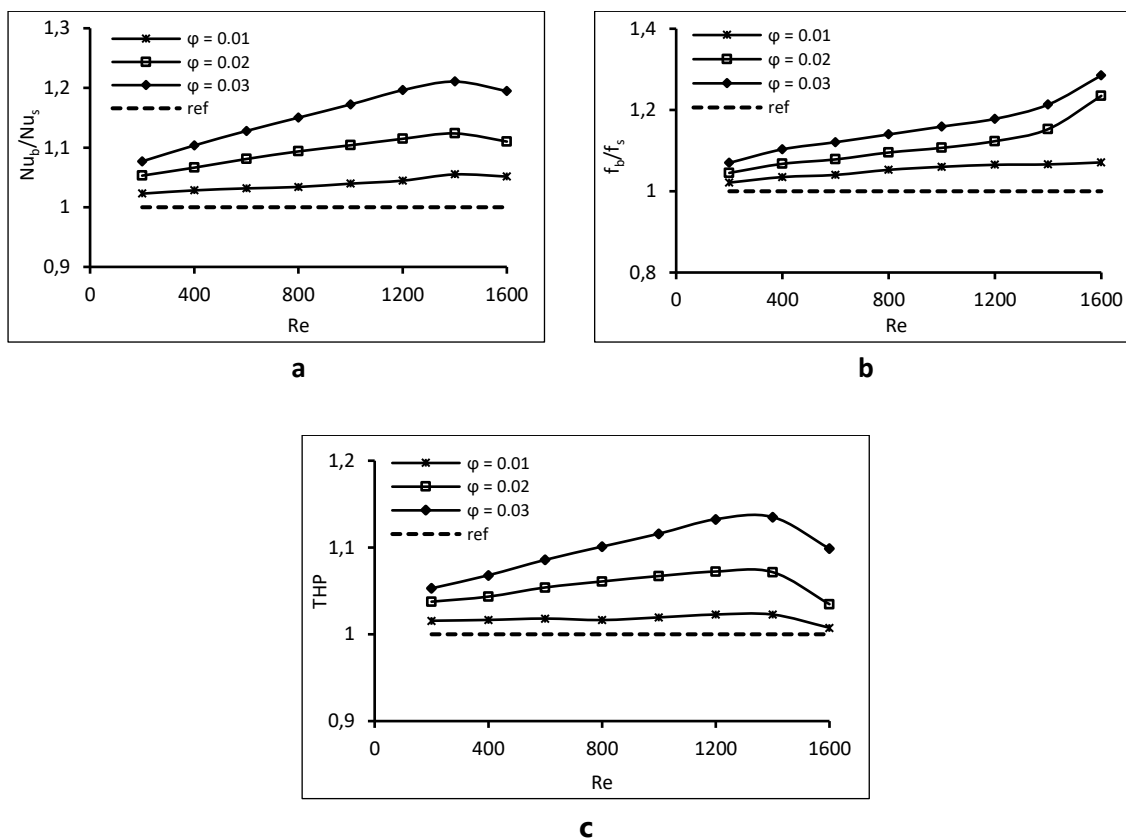 1,3
1,2
1,1
1
0,9
Nu_b/Nu_s
φ = 0.01
φ = 0.02
φ = 0.03
ref
0 400 800 1200 1600
Re
a
1,4
1,2
1
0,8
f_b/f_s
φ = 0.01
φ = 0.02
φ = 0.03
ref
0 400 800 1200 1600
Re
b
1,2
1,1
1
0,9
THP
φ = 0.01
φ = 0.02
φ = 0.03
ref
0 400 800 1200 1600
Re
c